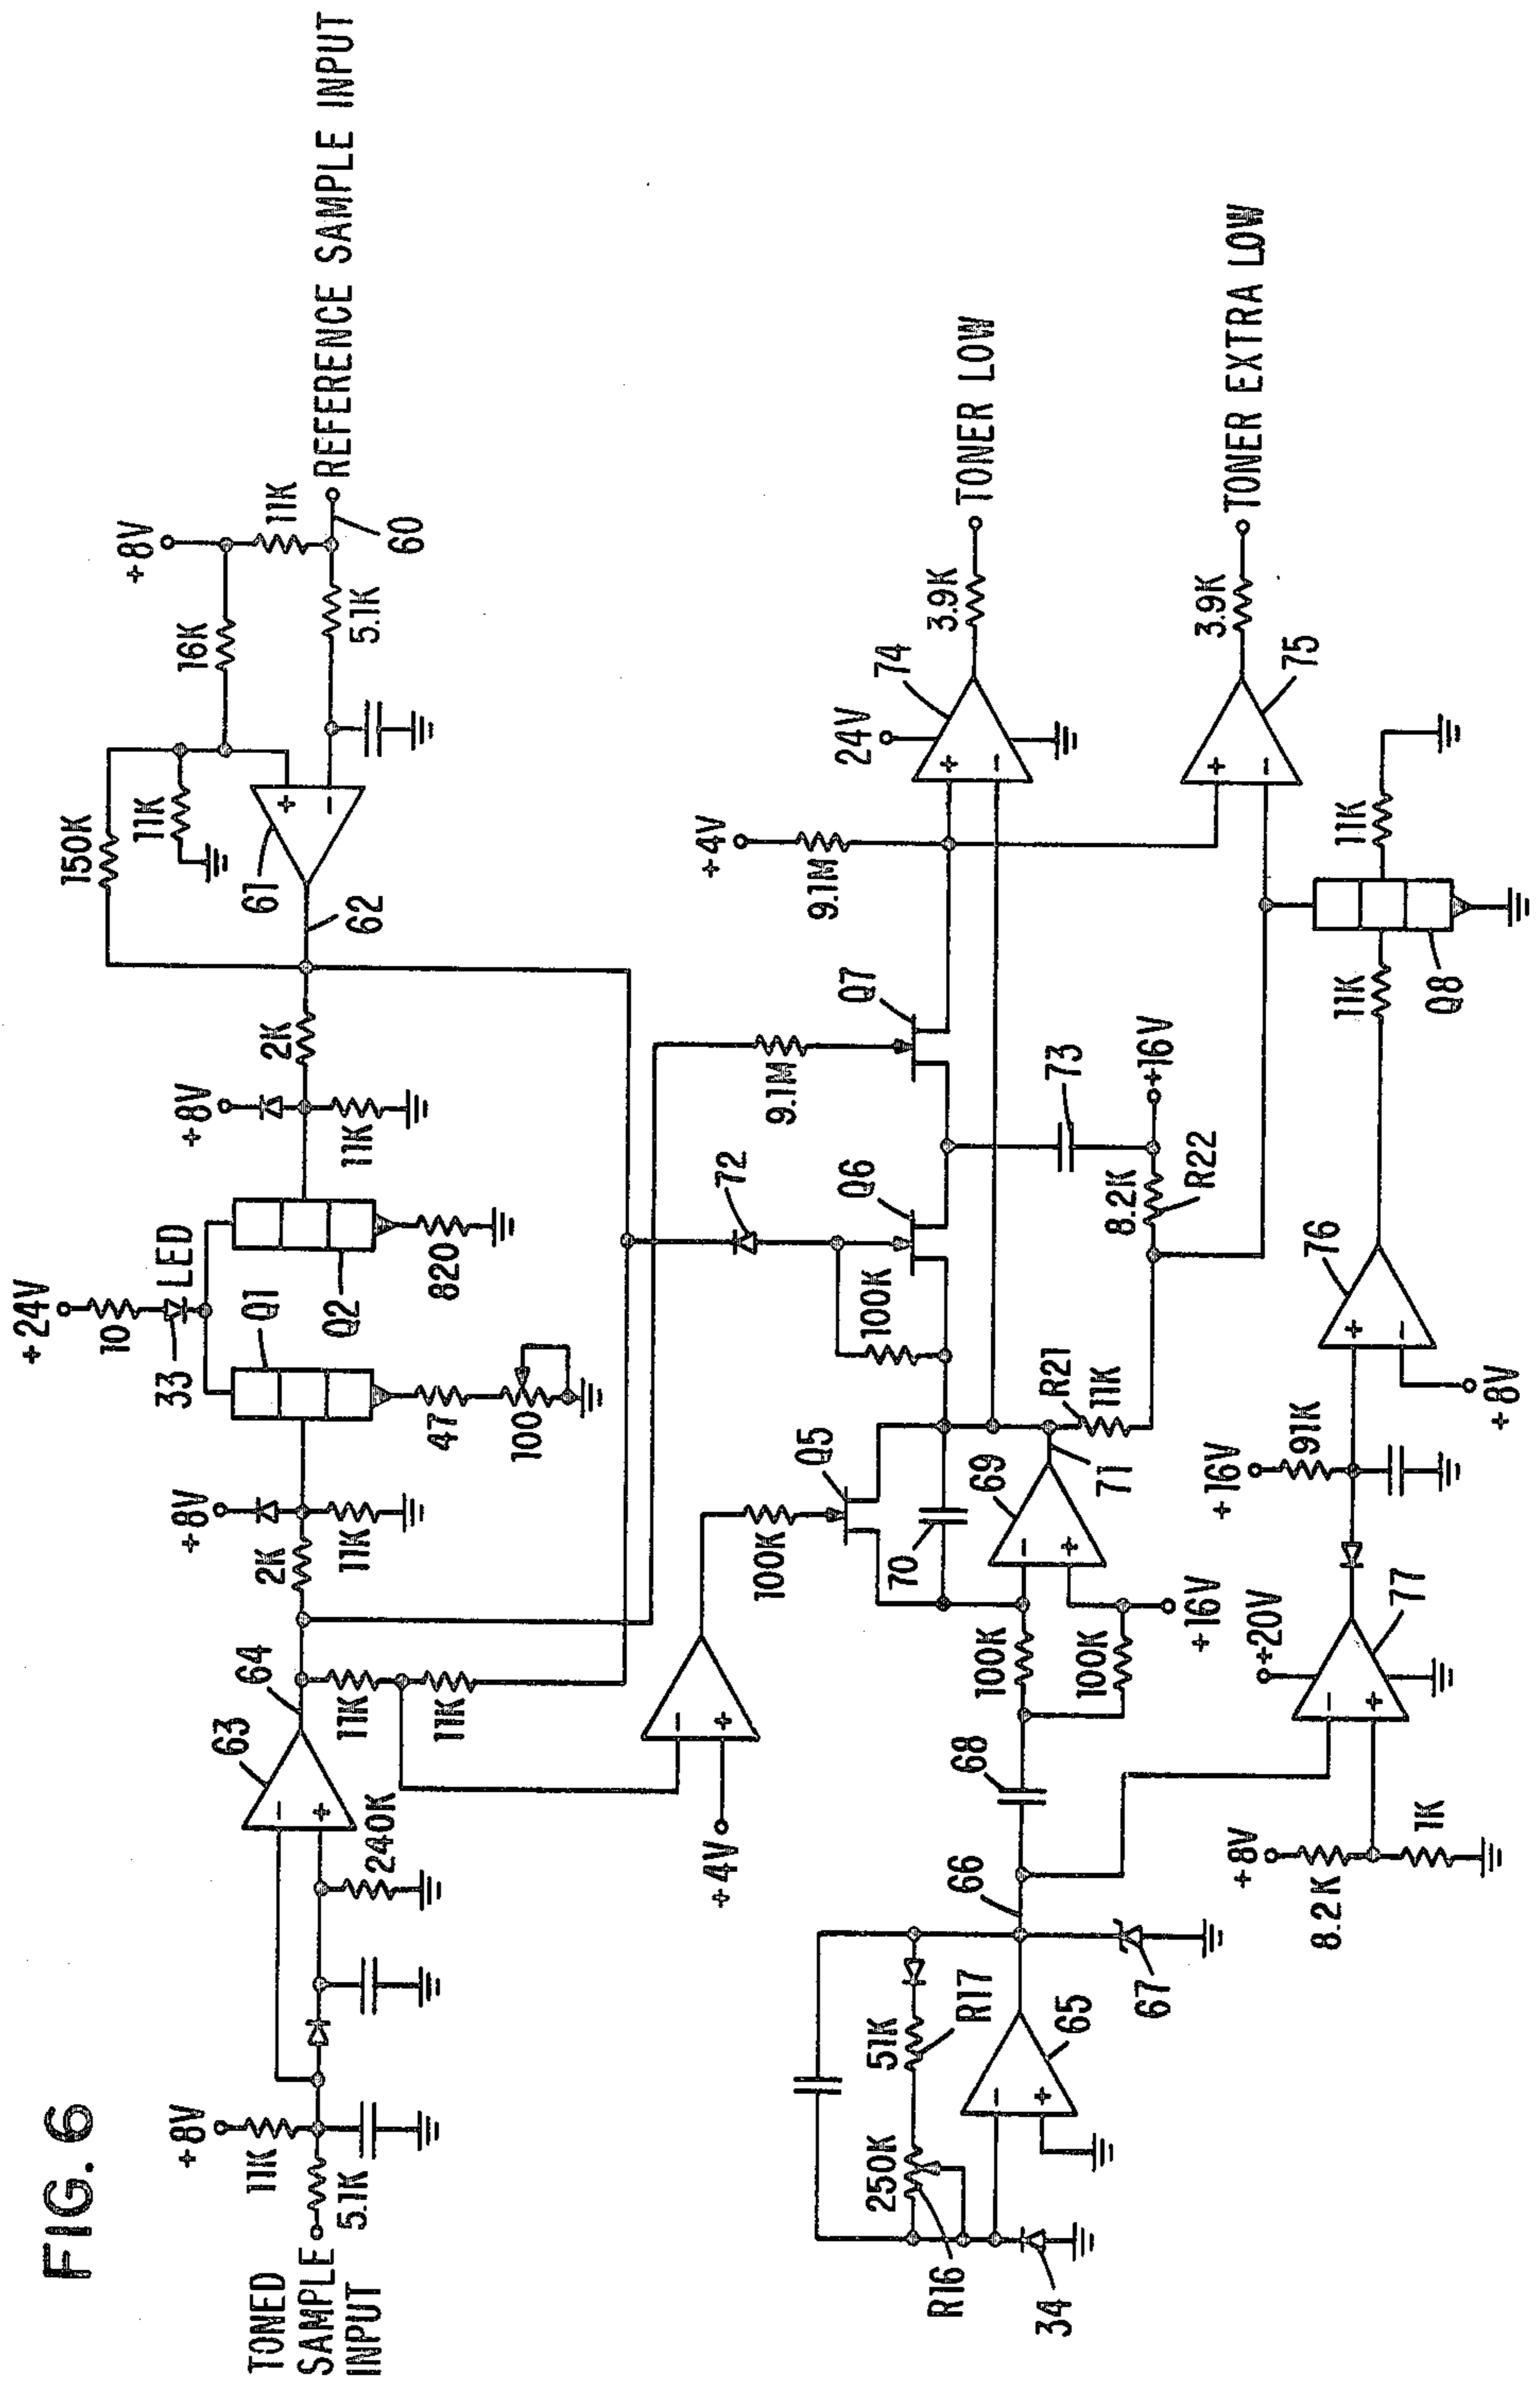 FIG. 6
TONED
SAMPLE
INPUT
5.1K
11K
+8V
240K
63
64
11K
11K
2K
+8V
11K
47
100
Q1
33
LED
10
+24V
Q2
820
+8V
11K
2K
62
61
150K
11K
16K
+8V
11K
5.1K
60
REFERENCE SAMPLE INPUT
+4V
100K
Q5
72
100K
Q6
9.1M
Q7
9.1M
+4V
24V
74
3.9K
TONER LOW
R16
250K
51K
R17
34
65
66
67
68
100K
100K
+16V
69
70
71
R21
11K
8.2K
R22
73
+16V
75
3.9K
TONER EXTRA LOW
+8V
8.2K
1K
+20V
77
+16V
91K
+8V
76
11K
Q8
11K